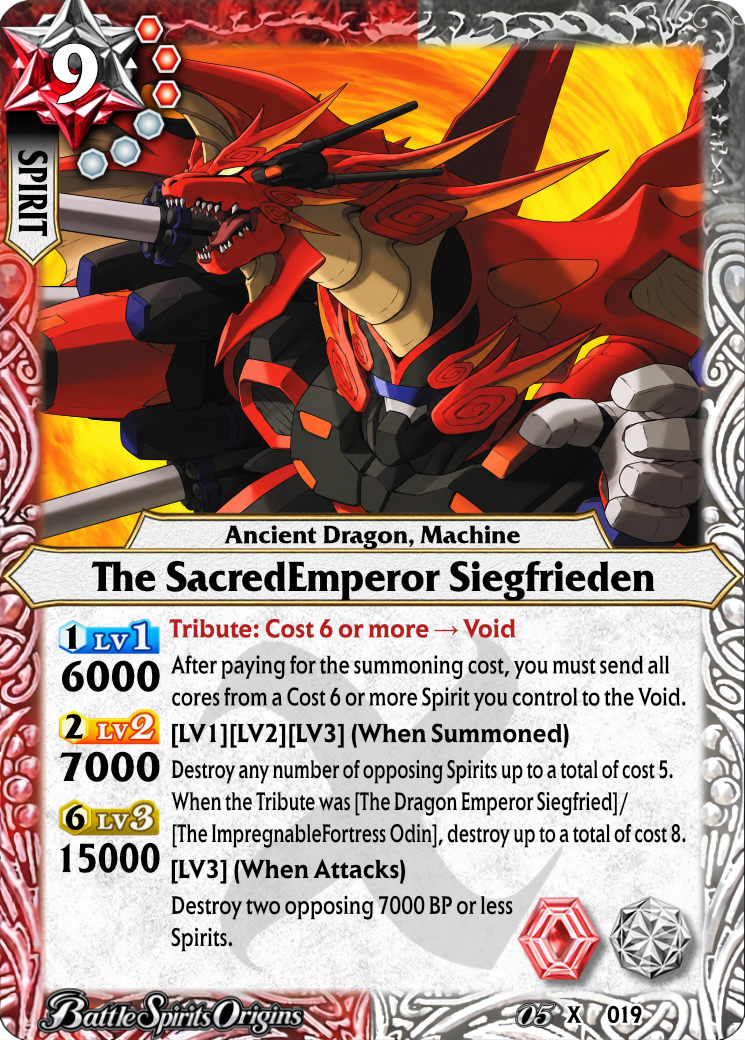 9
SPIRIT
Ancient Dragon, Machine
The SacredEmperor Siegfrieden
1 LV1
6000
2 LV2
7000
6 LV3
15000
Tribute: Cost 6 or more → Void
After paying for the summoning cost, you must send all
cores from a Cost 6 or more Spirit you control to the Void.
[LV1][LV2][LV3] (When Summoned)
Destroy any number of opposing Spirits up to a total of cost 5.
When the Tribute was [The Dragon Emperor Siegfried]/
[The ImpregnableFortress Odin], destroy up to a total of cost 8.
[LV3] (When Attacks)
Destroy two opposing 7000 BP or less
Spirits.
Battle Spirits Origins
05 X 019